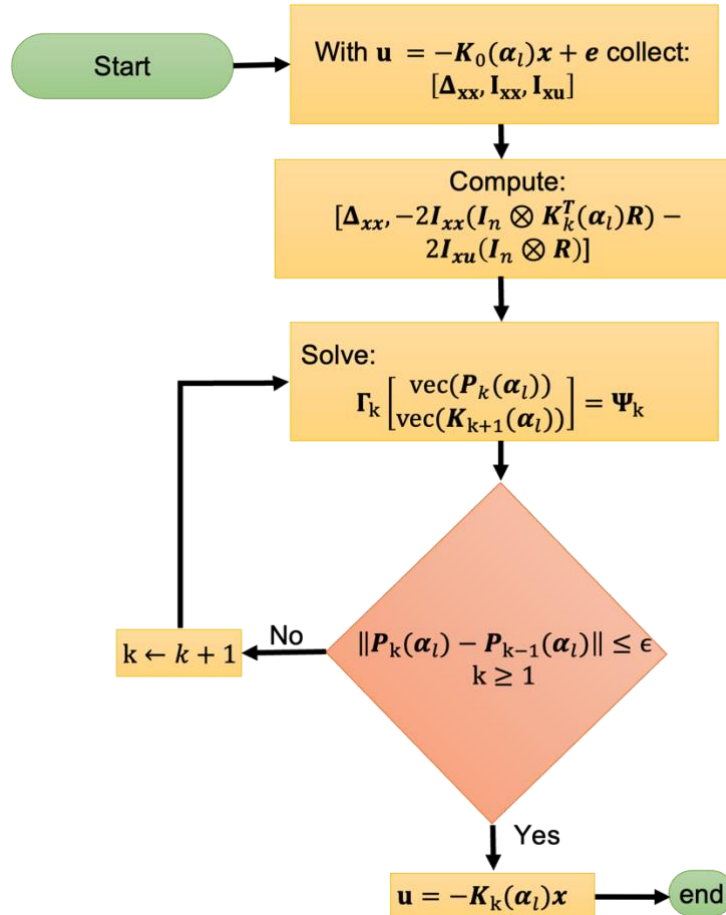 Start
With u = −K₀(αₗ)x + e collect:
[Δₓₓ, Iₓₓ, Iₓᵤ]
Compute:
[Δₓₓ, −2Iₓₓ(Iₙ ⊗ Kₖᵀ(αₗ)R) −
2Iₓᵤ(Iₙ ⊗ R)]
Solve:
Γₖ [vec(Pₖ(αₗ))
vec(Kₖ₊₁(αₗ))] = Ψₖ
‖Pₖ(αₗ) − Pₖ₋₁(αₗ)‖ ≤ ϵ
k ≥ 1
No
k ← k + 1
Yes
u = −Kₖ(αₗ)x
end